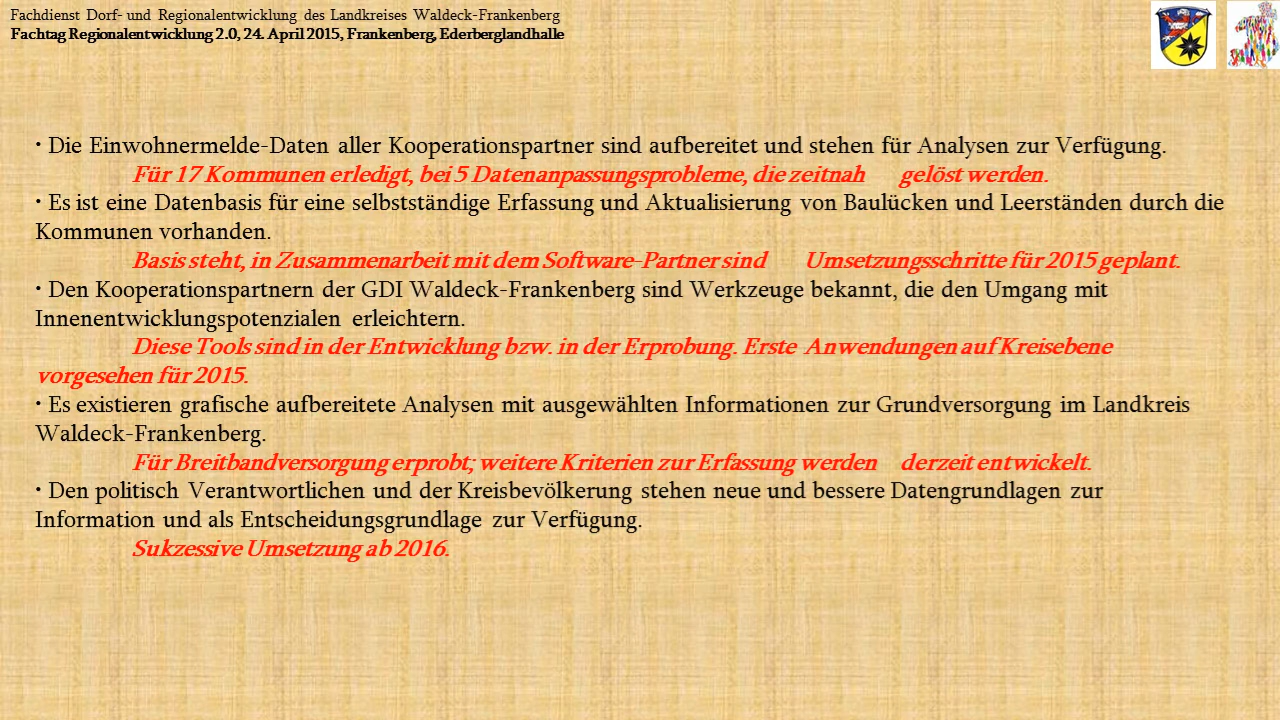 Fachdienst Dorf- und Regionalentwicklung des Landkreises Waldeck-Frankenberg
Fachtag Regionalentwicklung 2.0, 24. April 2015, Frankenberg, Ederberglandhalle
· Die Einwohnermelde-Daten aller Kooperationspartner sind aufbereitet und stehen für Analysen zur Verfügung.
Für 17 Kommunen erledigt, bei 5 Datenanpassungsprobleme, die zeitnah gelöst werden.
· Es ist eine Datenbasis für eine selbstständige Erfassung und Aktualisierung von Baulücken und Leerständen durch die
Kommunen vorhanden.
Basis steht, in Zusammenarbeit mit dem Software-Partner sind Umsetzungsschritte für 2015 geplant.
· Den Kooperationspartnern der GDI Waldeck-Frankenberg sind Werkzeuge bekannt, die den Umgang mit
Innenentwicklungspotenzialen erleichtern.
Diese Tools sind in der Entwicklung bzw. in der Erprobung. Erste Anwendungen auf Kreisebene
vorgesehen für 2015.
· Es existieren grafische aufbereitete Analysen mit ausgewählten Informationen zur Grundversorgung im Landkreis
Waldeck-Frankenberg.
Für Breitbandversorgung erprobt; weitere Kriterien zur Erfassung werden derzeit entwickelt.
· Den politisch Verantwortlichen und der Kreisbevölkerung stehen neue und bessere Datengrundlagen zur
Information und als Entscheidungsgrundlage zur Verfügung.
Sukzessive Umsetzung ab 2016.